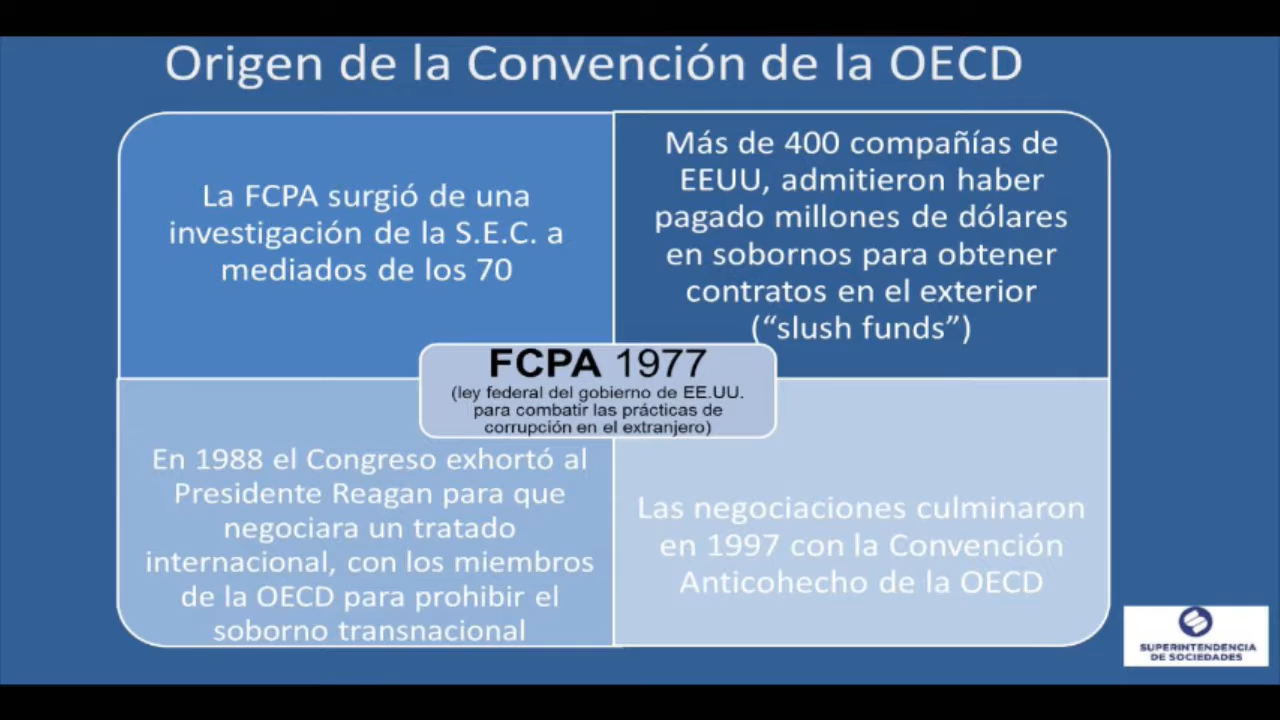 Origen de la Convención de la OECD
La FCPA surgió de una
investigación de la S.E.C. a
mediados de los 70
Más de 400 compañías de
EEUU, admitieron haber
pagado millones de dólares
en sobornos para obtener
contratos en el exterior
(“slush funds”)
FCPA 1977
(ley federal del gobierno de EE.UU.
para combatir las prácticas de
corrupción en el extranjero)
En 1988 el Congreso exhortó al
Presidente Reagan para que
negociara un tratado
internacional, con los miembros
de la OECD para prohibir el
soborno transnacional
Las negociaciones culminaron
en 1997 con la Convención
Anticohecho de la OECD
SUPERINTENDENCIA
DE SOCIEDADES